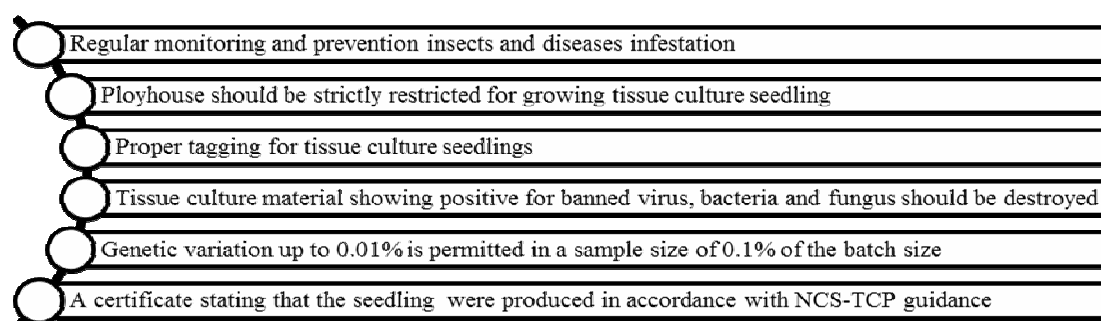 Regular monitoring and prevention insects and diseases infestation
Ployhouse should be strictly restricted for growing tissue culture seedling
Proper tagging for tissue culture seedlings
Tissue culture material showing positive for banned virus, bacteria and fungus should be destroyed
Genetic variation up to 0.01% is permitted in a sample size of 0.1% of the batch size
A certificate stating that the seedling were produced in accordance with NCS-TCP guidance